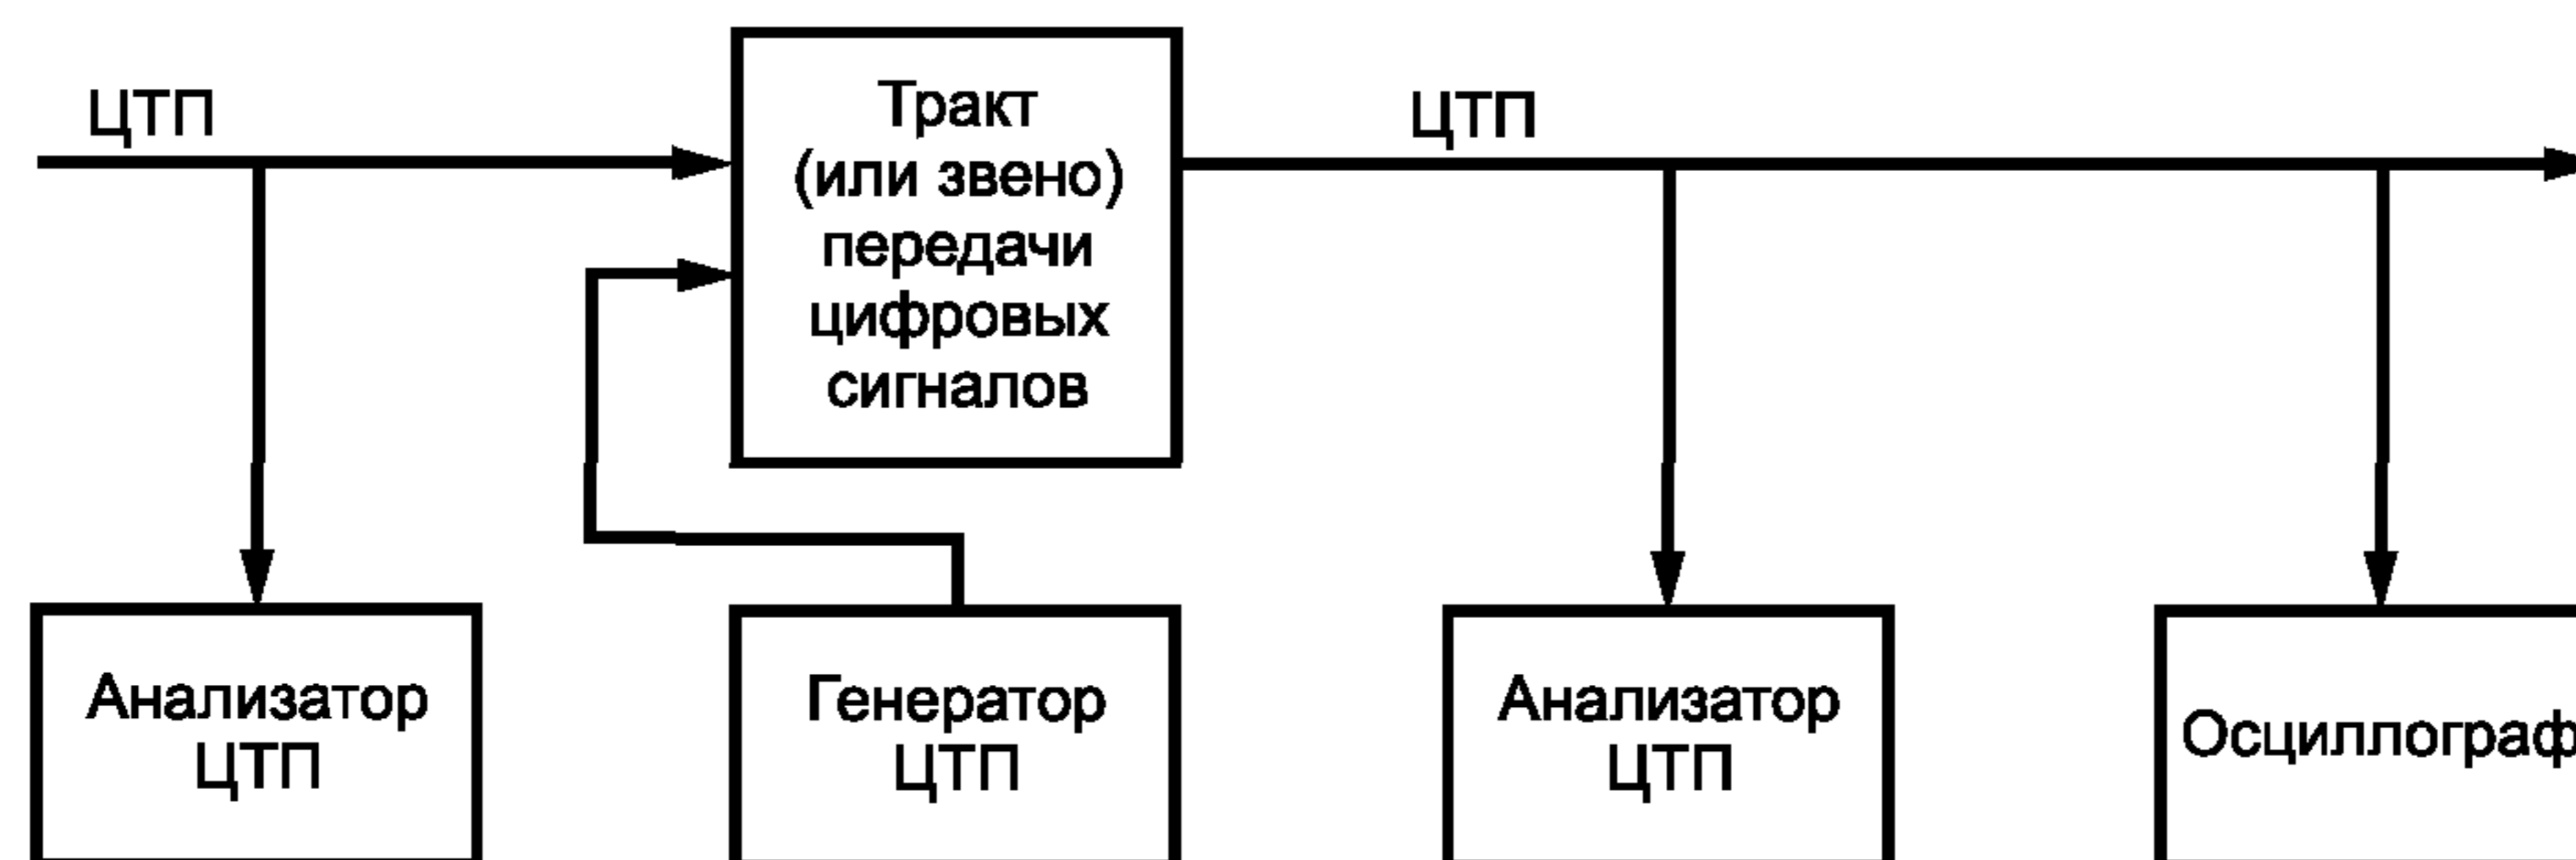 ЦТП
Тракт
(или звено)
передачи
цифровых
сигналов
ЦТП
Анализатор
ЦТП
Генератор
ЦТП
Анализатор
ЦТП
Осциллограф